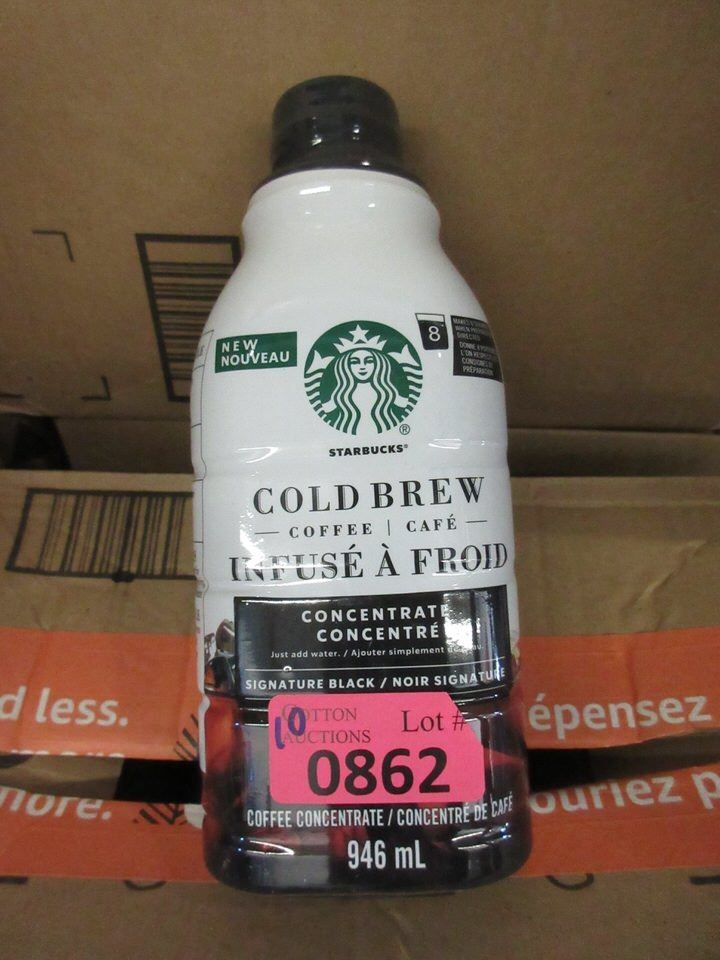 NEW
NOUVEAU
8
STARBUCKS®
COLD BREW
COFFEE | CAFÉ
INFUSÉ À FROID
CONCENTRATE
CONCENTRÉ
Just add water. / Ajouter simplement
SIGNATURE BLACK / NOIR SIGNATURE
10
COTTON
AUCTIONS
Lot #
0862
COFFEE CONCENTRATE / CONCENTRÉ DE CAFÉ
946 mL
d less.
épensez
more.
ouriez p